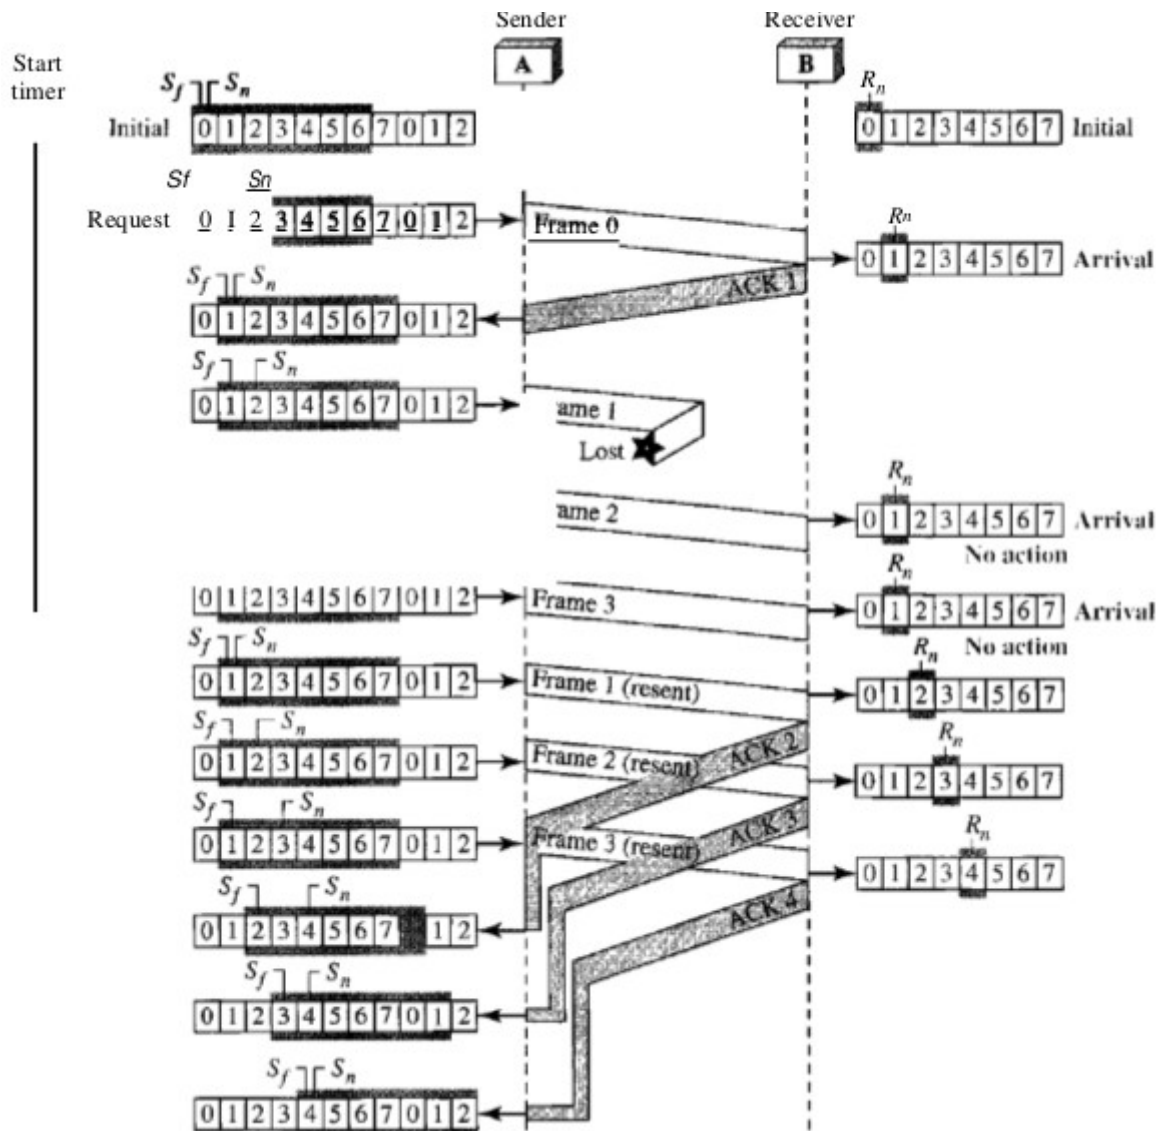 Sender Receiver
Start timer
A B
Sf Sn Rn
Initial 0 1 2 3 4 5 6 7 0 1 2 0 1 2 3 4 5 6 7 Initial
Sf Sn
Request 0 1 2 3 4 5 6 7 0 1 2 Frame 0
Rn
0 1 2 3 4 5 6 7 Arrival
Sf Sn
ACK 1
0 1 2 3 4 5 6 7 0 1 2
Sf Sn
0 1 2 3 4 5 6 7 0 1 2 ame 1
Lost
Rn
ame 2 0 1 2 3 4 5 6 7 Arrival
No action
Rn
0 1 2 3 4 5 6 7 0 1 2 Frame 3 0 1 2 3 4 5 6 7 Arrival
No action
Sf Sn Rn
0 1 2 3 4 5 6 7 0 1 2 Frame 1 (resent) 0 1 2 3 4 5 6 7
ACK 2
Sf Sn Rn
0 1 2 3 4 5 6 7 0 1 2 Frame 2 (resent) 0 1 2 3 4 5 6 7
ACK 3
Sf Sn Rn
0 1 2 3 4 5 6 7 0 1 2 Frame 3 (resent) 0 1 2 3 4 5 6 7
ACK 4
Sf Sn
0 1 2 3 4 5 6 7 1 2
Sf Sn
0 1 2 3 4 5 6 7 0 1 2
Sf Sn
0 1 2 3 4 5 6 7 0 1 2